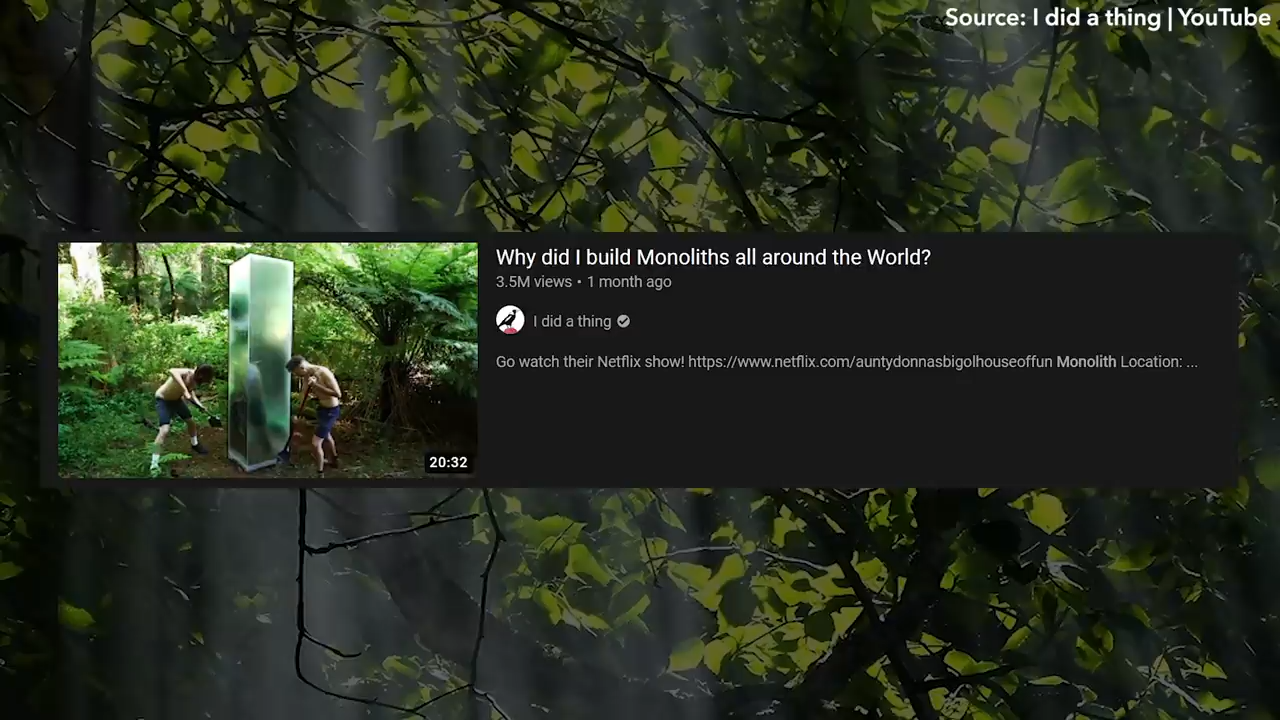 Source: I did a thing | YouTube
Why did I build Monoliths all around the World?
3.5M views • 1 month ago
I did a thing
Go watch their Netflix show! https://www.netflix.com/auntydonnasbigolhouseoffun Monolith Location: ...
20:32